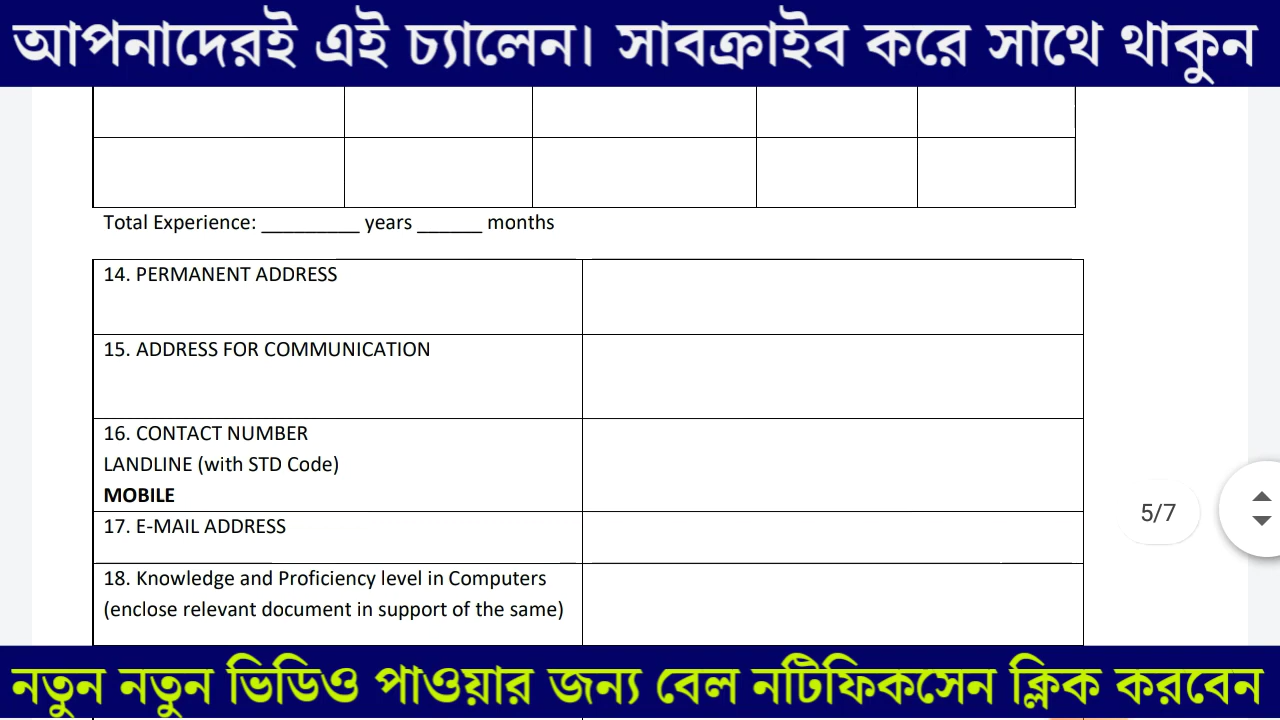 আপনাদেরই এই চ্যালেন। সাবক্রাইব করে সাথে থাকুন
Total Experience: _________ years ______ months
14. PERMANENT ADDRESS
15. ADDRESS FOR COMMUNICATION
16. CONTACT NUMBER
LANDLINE (with STD Code)
MOBILE
17. E-MAIL ADDRESS
5/7
18. Knowledge and Proficiency level in Computers
(enclose relevant document in support of the same)
নতুন নতুন ভিডিও পাওয়ার জন্য বেল নটিফিকসেন ক্লিক করবেন